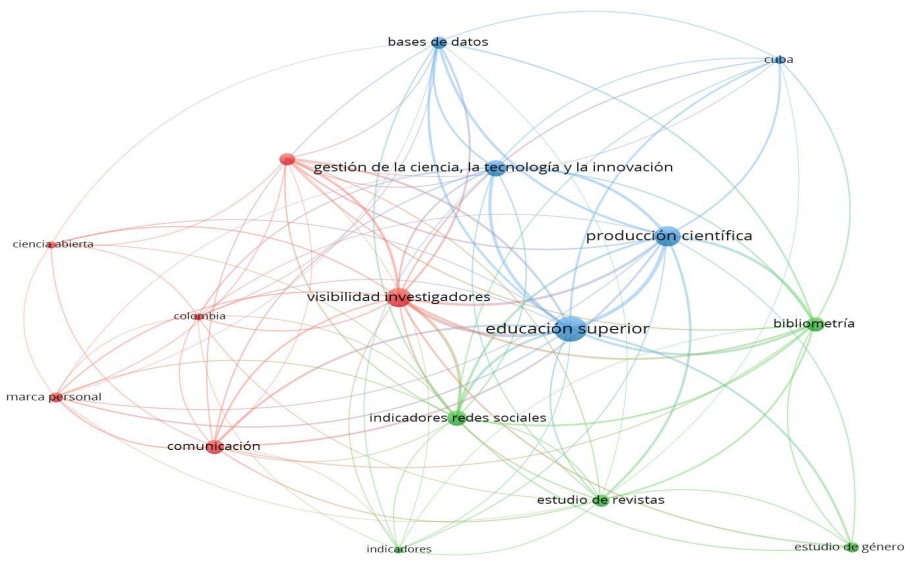 bases de datos
cuba
gestión de la ciencia, la tecnología y la innovación
producción científica
ciencia abierta
visibilidad investigadores
colombia
educación superior
bibliometría
marca personal
indicadores redes sociales
comunicación
estudio de revistas
indicadores
estudio de género